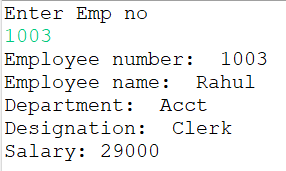 Enter Emp no
1003
Employee number:  1003
Employee name:  Rahul
Department:  Acct
Designation:  Clerk
Salary: 29000